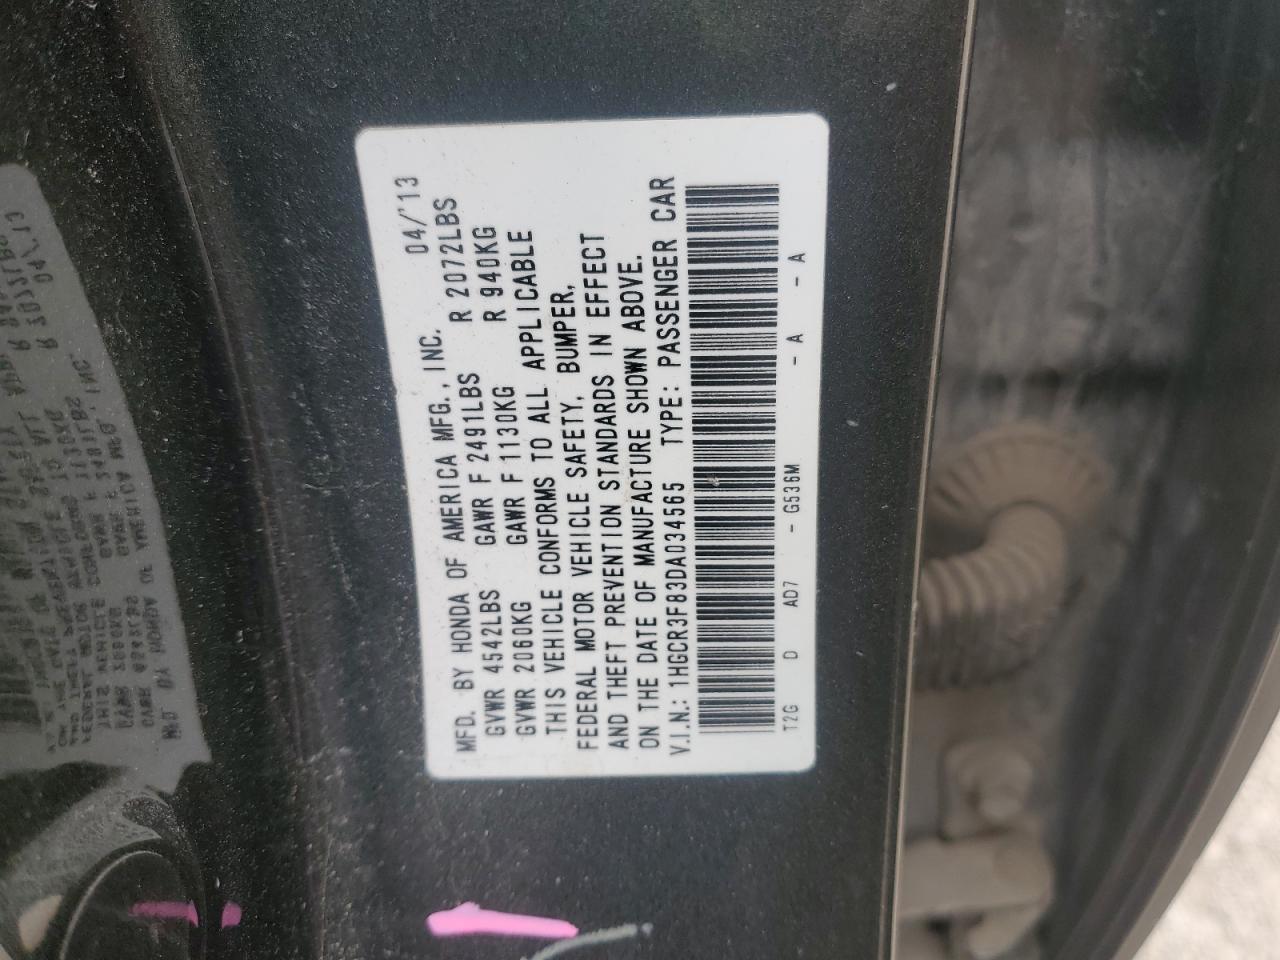 MFD. BY HONDA OF AMERICA MFG., INC. 04/'13
GVWR 4542LBS GAWR F 2491LBS R 2072LBS
GVWR 2060KG GAWR F 1130KG R 940KG
THIS VEHICLE CONFORMS TO ALL APPLICABLE
FEDERAL MOTOR VEHICLE SAFETY, BUMPER,
AND THEFT PREVENTION STANDARDS IN EFFECT
ON THE DATE OF MANUFACTURE SHOWN ABOVE.
V.I.N.: 1HGCR3F83DA034565 TYPE: PASSENGER CAR
T2G D AD7 - G536M - A - A